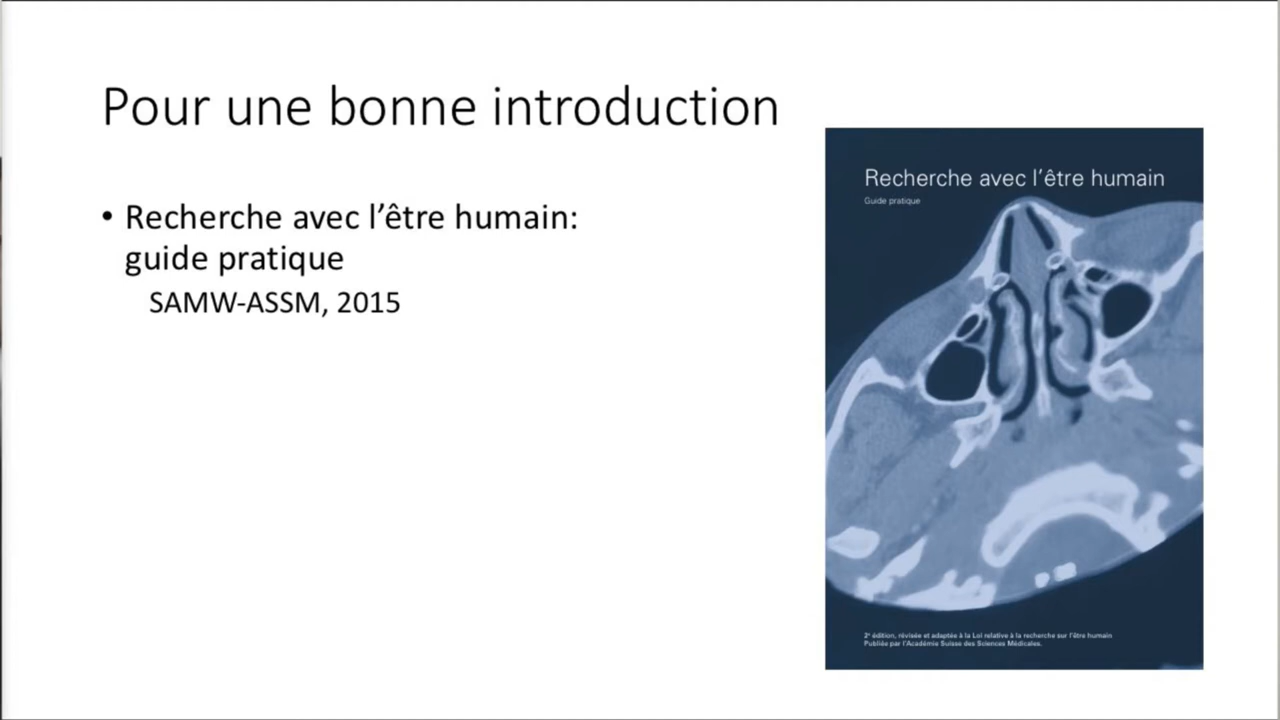 Pour une bonne introduction
• Recherche avec l’être humain:
guide pratique
SAMW-ASSM, 2015
Recherche avec l’être humain
Guide pratique
2e édition, révisée et adaptée à la Loi relative à la recherche sur l’être humain
Publiée par l’Académie Suisse des Sciences Médicales.